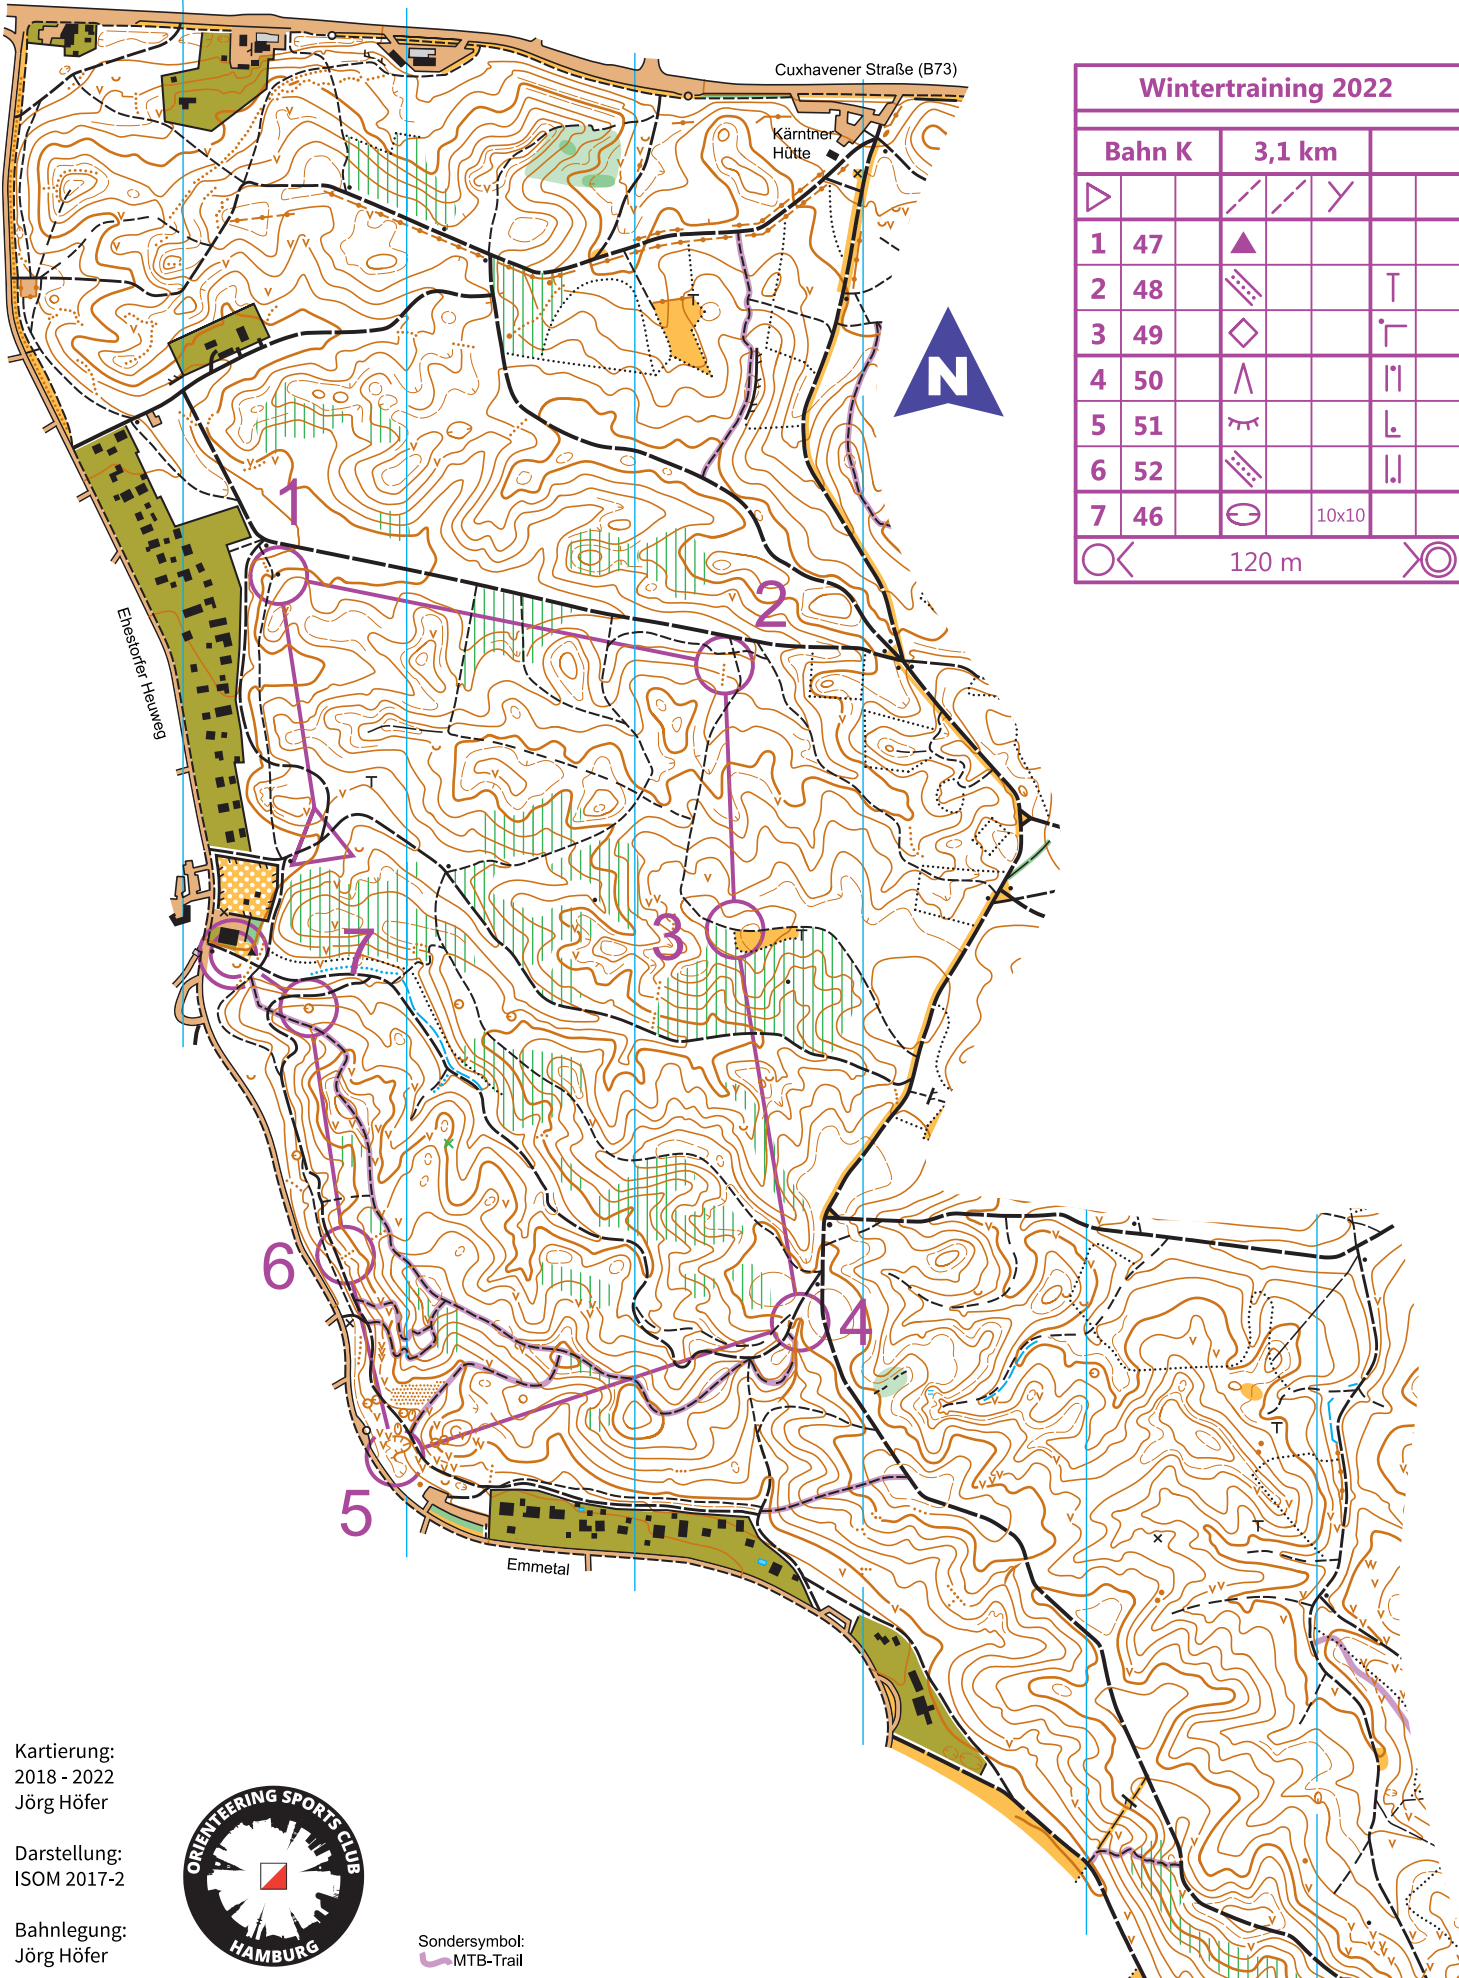 Cuxhavener Straße (B73)
Kärntner
Hütte
N
Wintertraining 2022
Bahn K 3,1 km
1 47
2 48
3 49
4 50
5 51
6 52
7 46 10x10
120 m
1
2
3
4
5
6
7
Ehestorfer Heuweg
Emmetal
Kartierung:
2018 - 2022
Jörg Höfer
Darstellung:
ISOM 2017-2
Bahnlegung:
Jörg Höfer
ORIENTEERING SPORTS CLUB
HAMBURG
Sondersymbol:
MTB-Trail